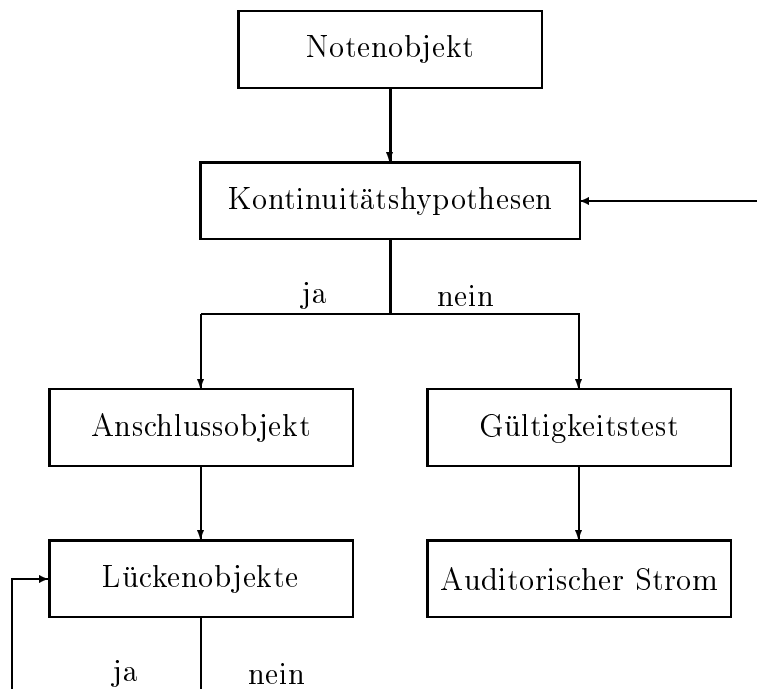 Notenobjekt
Kontinuitätshypothesen
ja nein
Anschlussobjekt Gültigkeitstest
Lückenobjekte Auditorischer Strom
ja nein